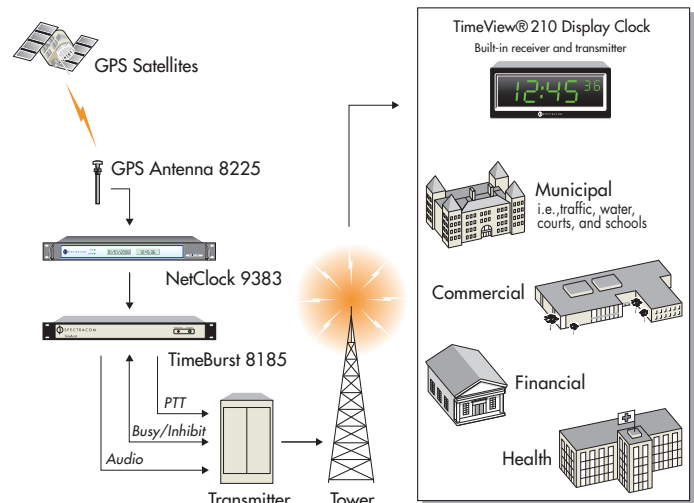 GPS Satellites
GPS Antenna 8225
NetClock 9383
SPECTRACOM
TimeBurst 8185
PTT
Busy/Inhibit
Audio
Transmitter
Tower
TimeView® 210 Display Clock
Built-in receiver and transmitter
12:45 36
Municipal
i.e.,traffic, water,
courts, and schools
Commercial
Financial
Health